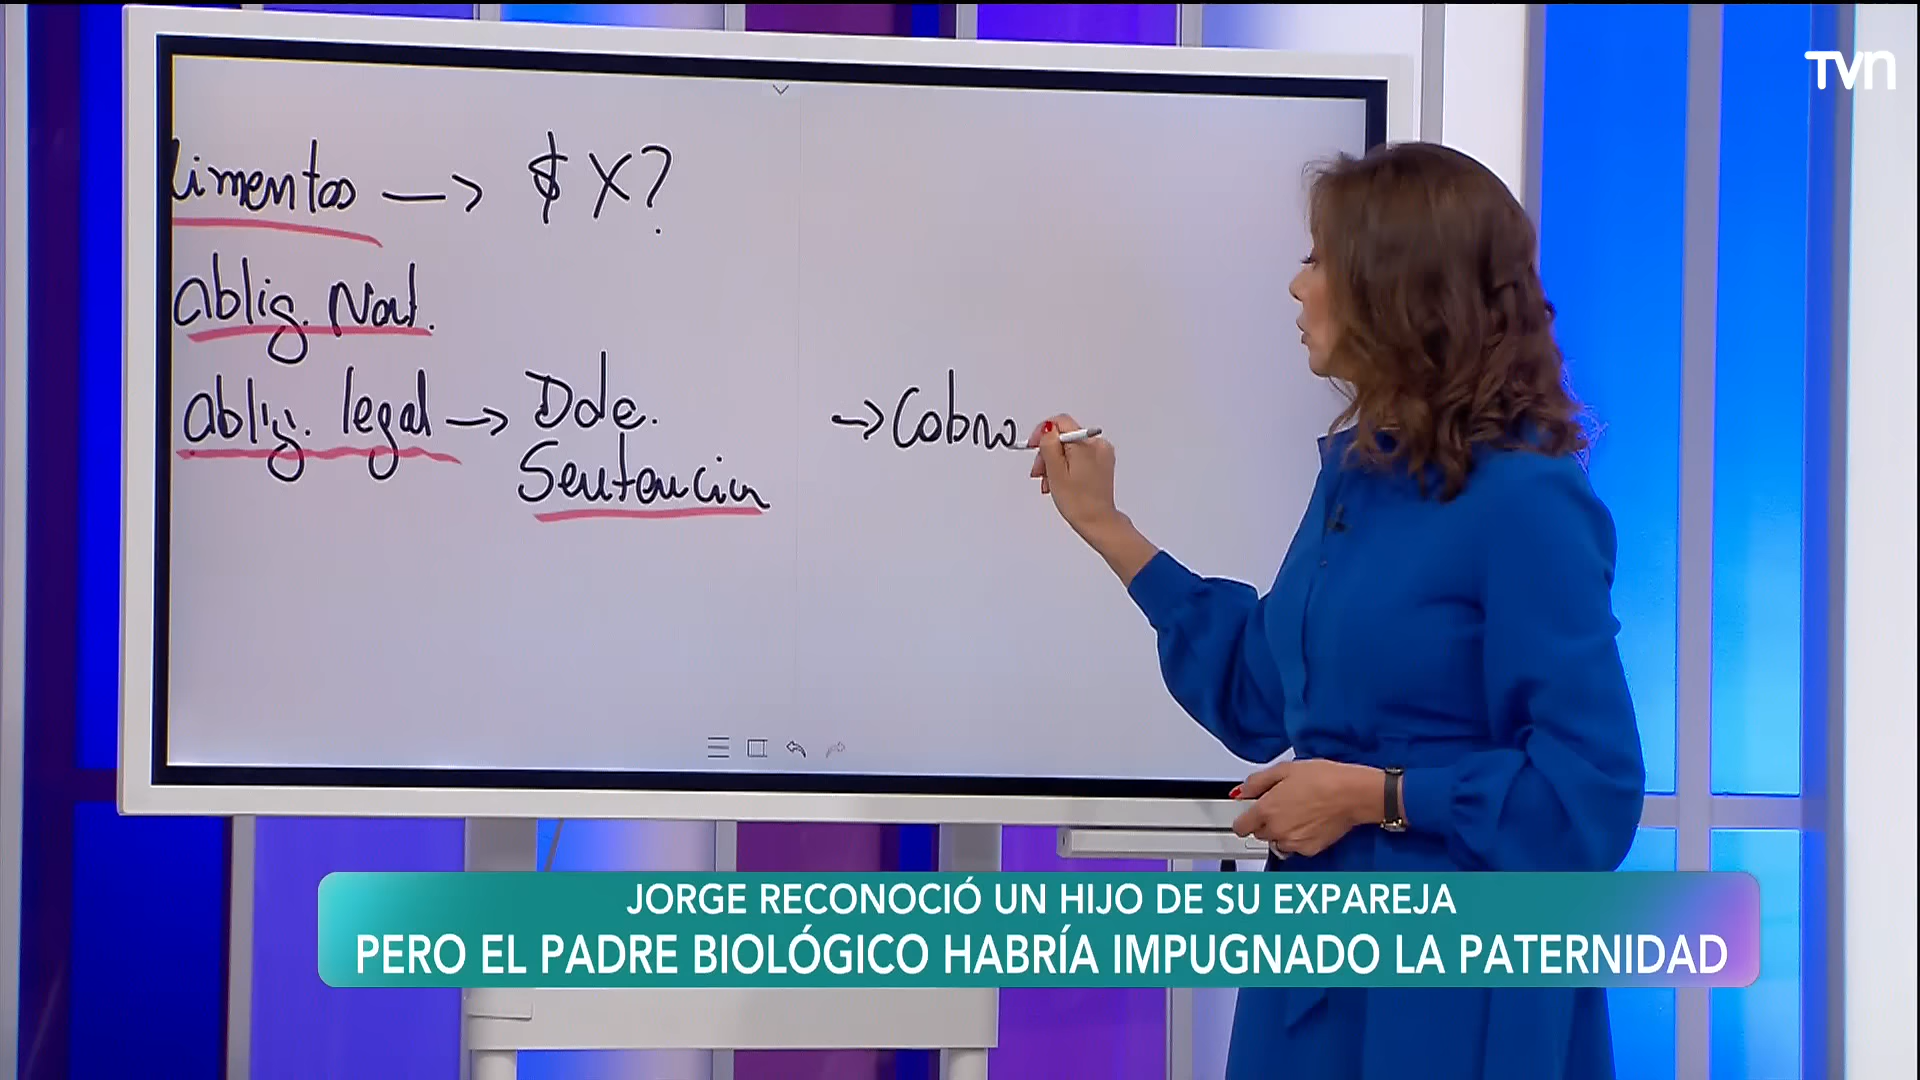 TVN
limentos —> $ X?
oblig. Nat.
oblig. legal —> Dda.
Sentencia
-> Cobro
JORGE RECONOCIÓ UN HIJO DE SU EXPAREJA
PERO EL PADRE BIOLÓGICO HABRÍA IMPUGNADO LA PATERNIDAD